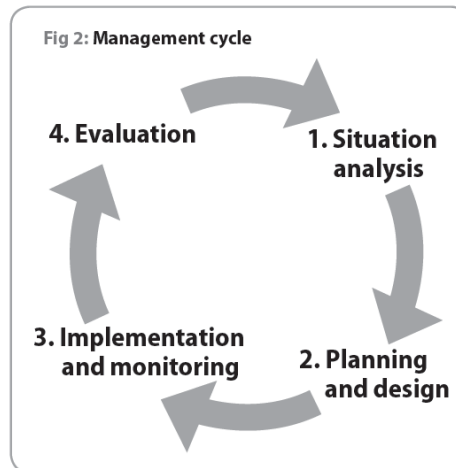 Fig 2: Management cycle
4. Evaluation
1. Situation
analysis
3. Implementation
and monitoring
2. Planning
and design